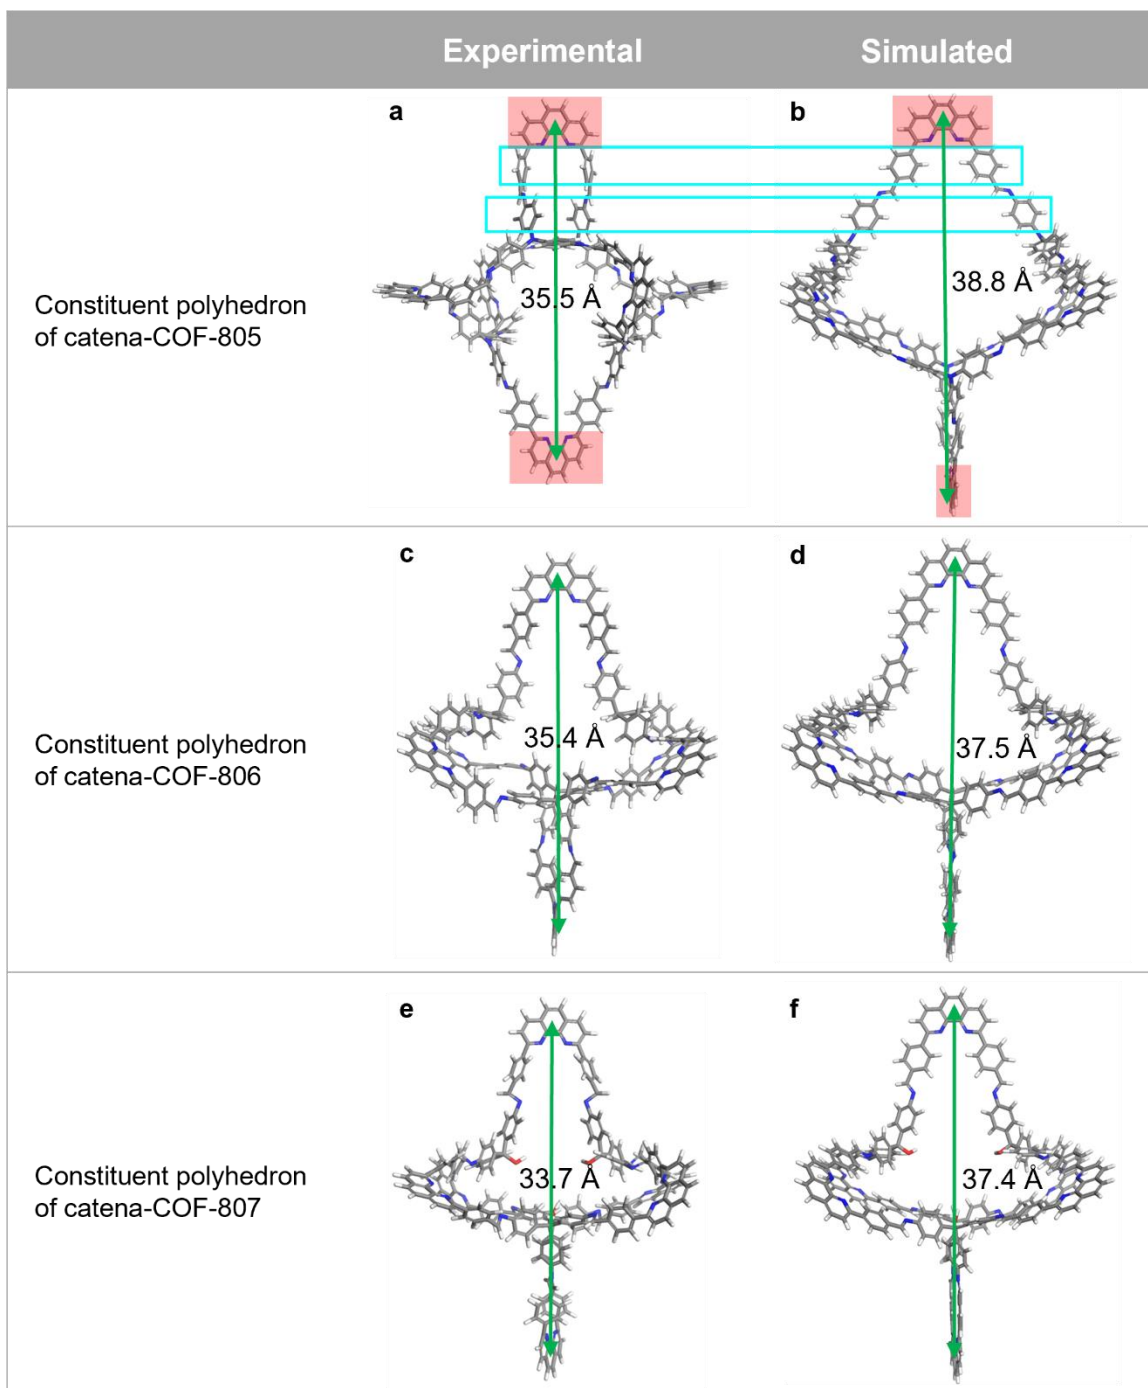 Experimental Simulated
a b
Constituent polyhedron
of catena-COF-805
35.5 Å 38.8 Å
c d
Constituent polyhedron
of catena-COF-806
35.4 Å 37.5 Å
e f
Constituent polyhedron
of catena-COF-807
33.7 Å 37.4 Å